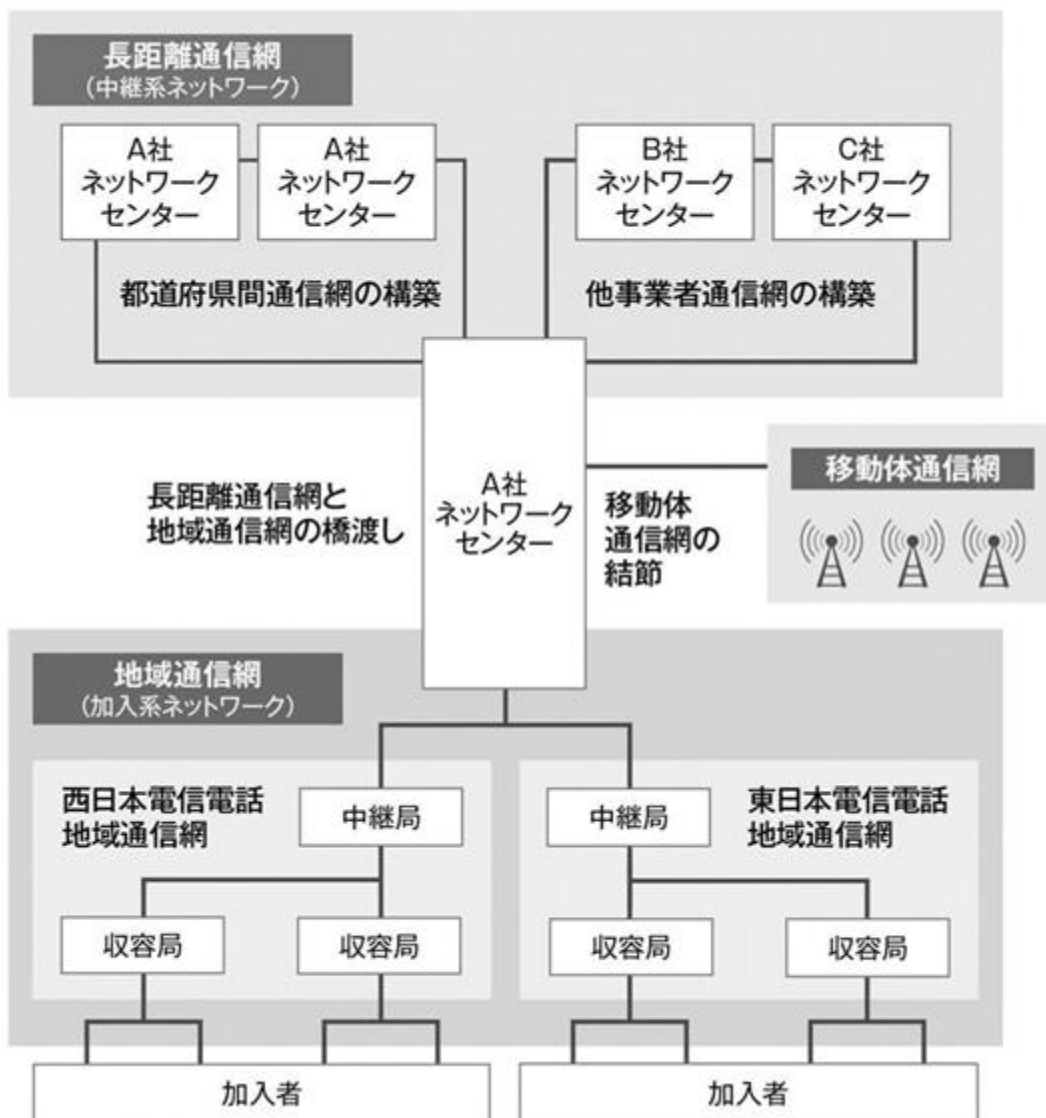 長距離通信網
（中継系ネットワーク）
A社
ネットワーク
センター
A社
ネットワーク
センター
B社
ネットワーク
センター
C社
ネットワーク
センター
都道府県間通信網の構築
他事業者通信網の構築
長距離通信網と
地域通信網の橋渡し
A社
ネットワーク
センター
移動体
通信網の
結節
移動体通信網
地域通信網
（加入系ネットワーク）
西日本電信電話
地域通信網
中継局
中継局
東日本電信電話
地域通信網
収容局
収容局
収容局
収容局
加入者
加入者